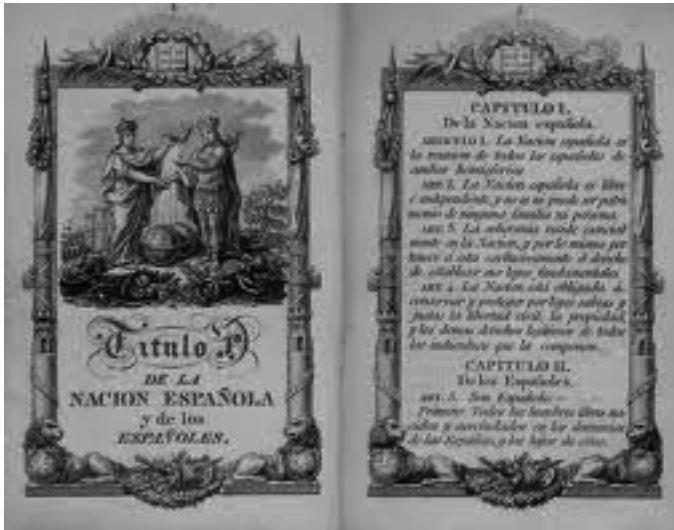 Titulo I.º
DE LA
NACION ESPAÑOLA
y de los
ESPAÑOLES.
CAPITULO I.
De la Nacion española.
ARTICULO 1. La Nacion española es
la reunion de todos los españoles de
ambos hemisferios
ART. 2. La Nacion española es libre
é independiente, y no es ni puede ser patri
monio de ninguna familia ni persona.
ART. 3. La soberania reside esencial
mente en la Nacion, y por lo mismo per
tenece á esta exclusivamente el derecho
de establecer sus leyes fundamentales.
ART. 4. La Nacion está obligada á
conservar y proteger por leyes sabias y
justas la libertad civil, la propiedad,
y los demas derechos legitimos de todos
los individuos que la componen.
CAPITULO II.
De los Españoles.
ART. 5. Son Españoles
Primero: Todos los hombres libres na
cidos y avecindados en los dominios
de las Españas, y los hijos de estos.